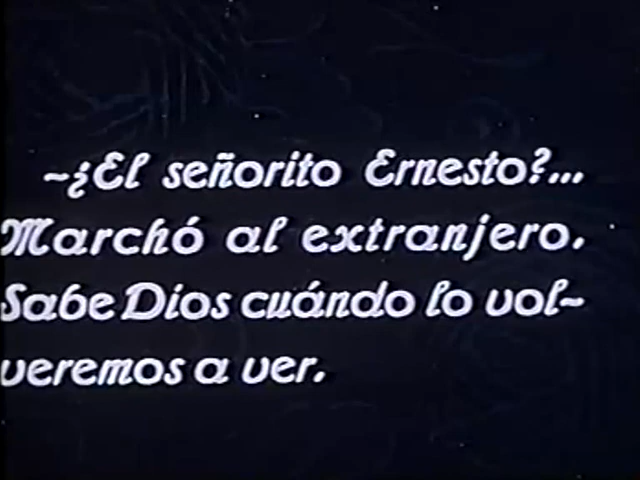 -¿El señorito Ernesto?...
Marchó al extranjero.
Sabe Dios cuándo lo vol-
veremos a ver.